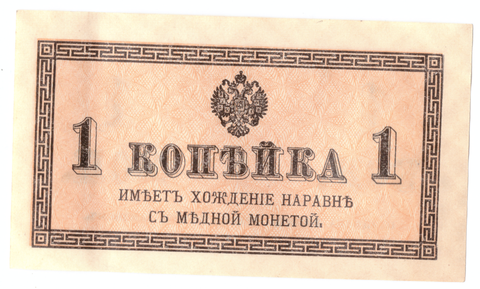 1 КОПѢЙКА 1
ИМѢЕТЪ ХОЖДЕНІЕ НАРАВНѢ
СЪ МѢДНОЙ МОНЕТОЙ.